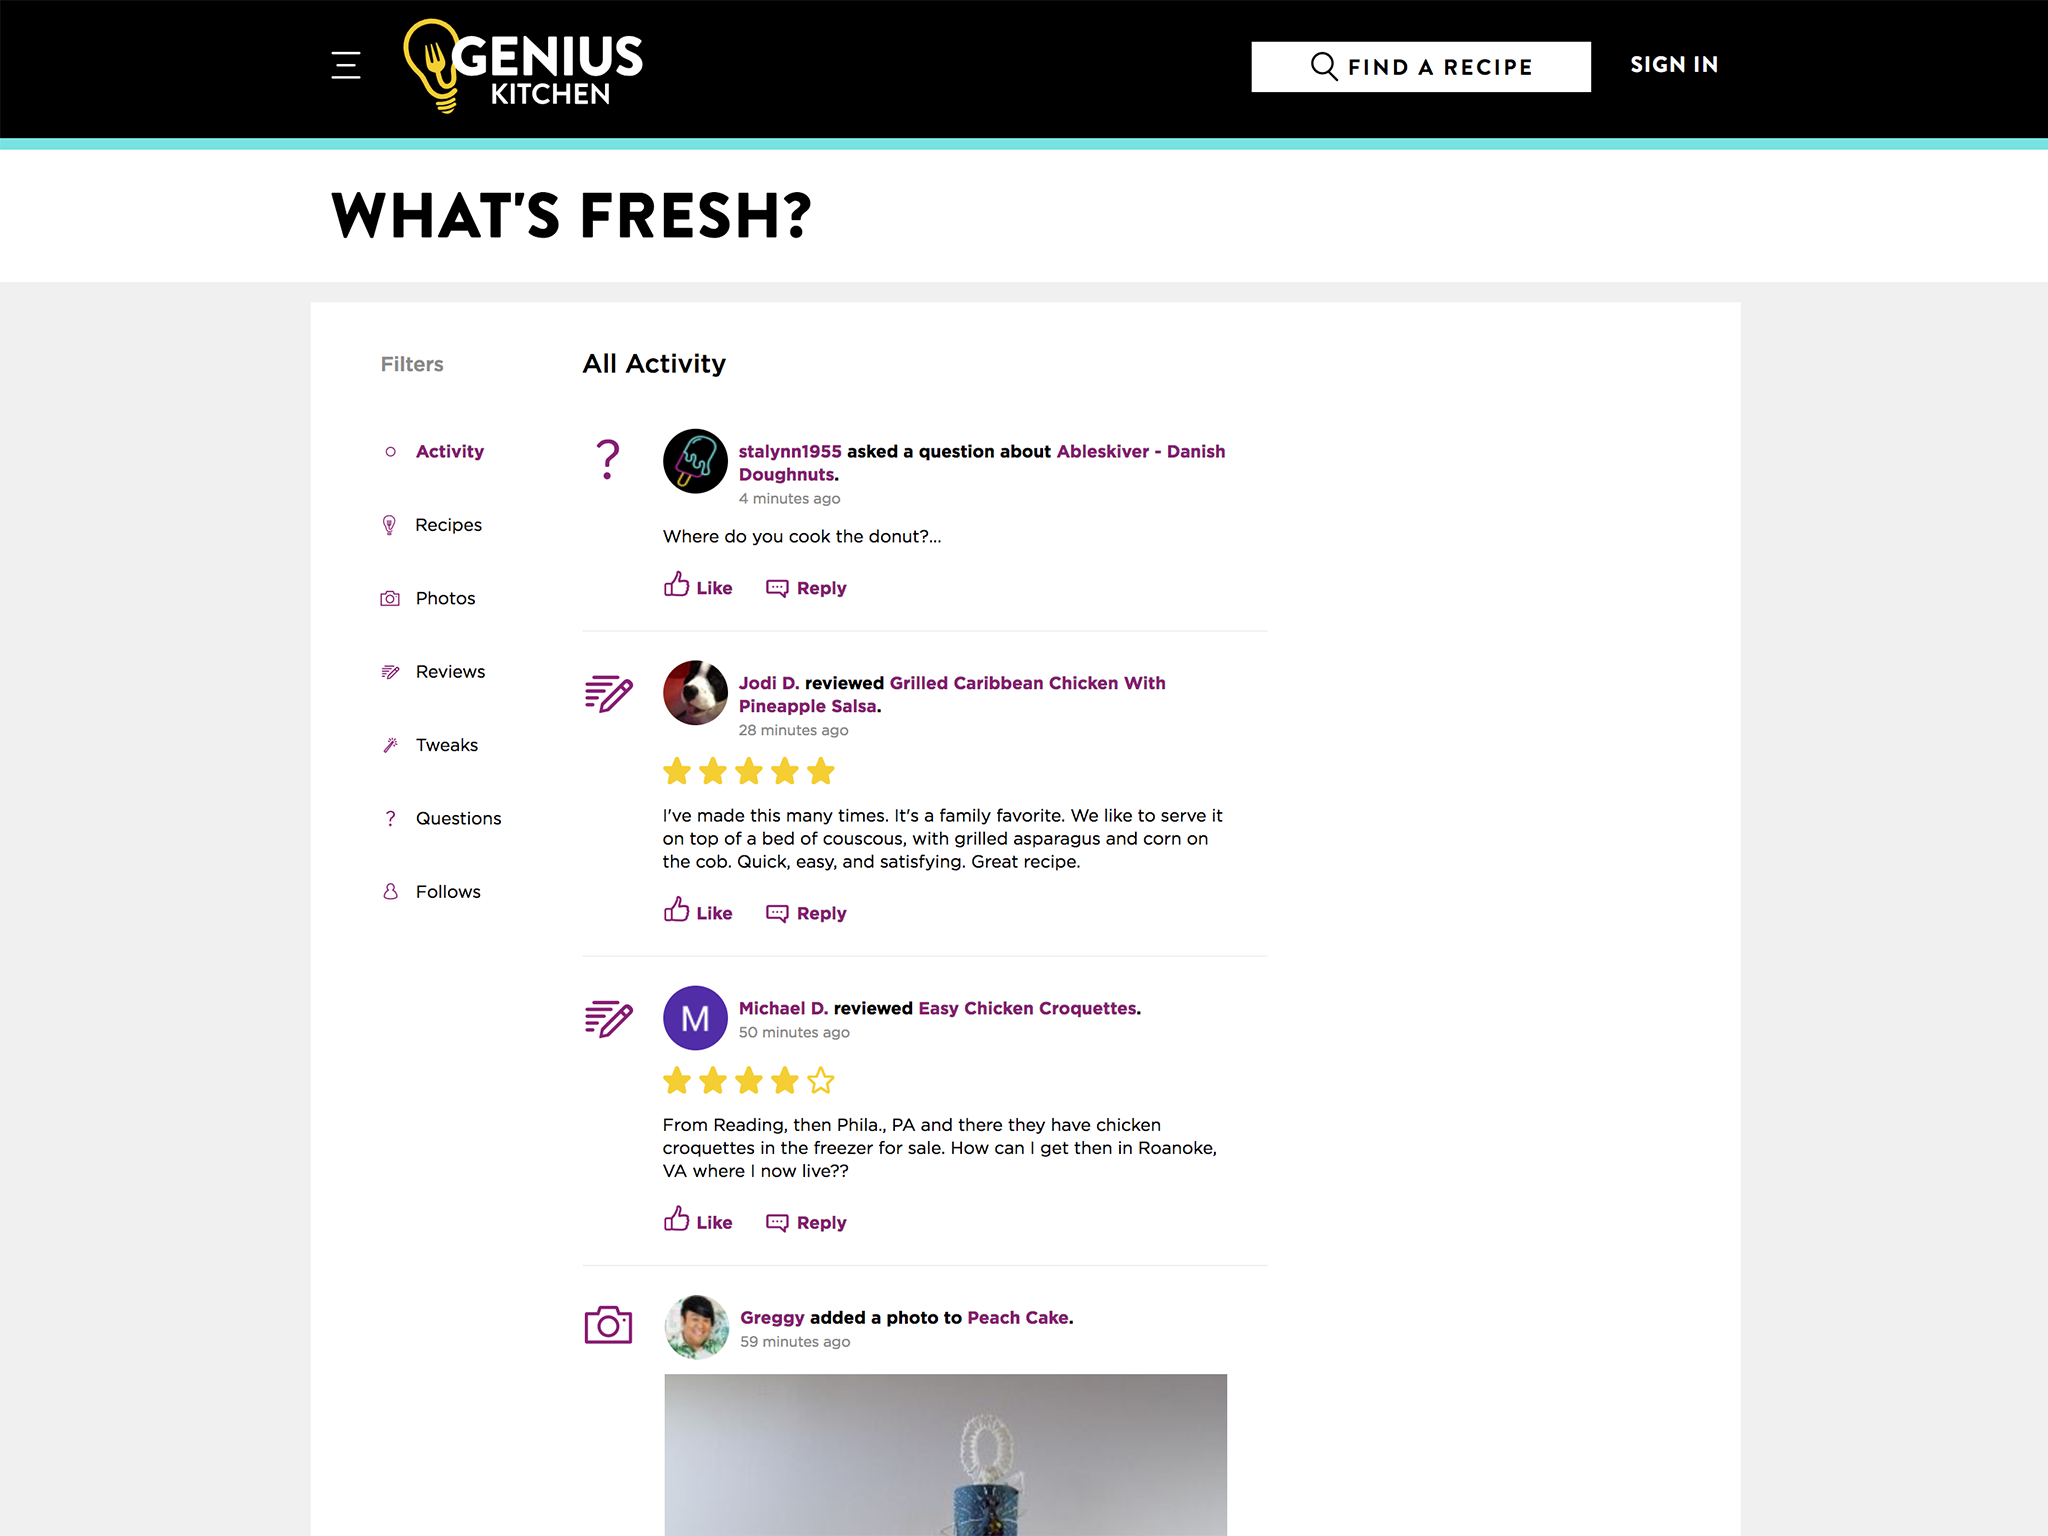 GENIUS
KITCHEN
FIND A RECIPE
SIGN IN
WHAT'S FRESH?
Filters
Activity
Recipes
Photos
Reviews
Tweaks
Questions
Follows
All Activity
?
stalynn1955 asked a question about Ableskiver - Danish
Doughnuts.
4 minutes ago
Where do you cook the donut?...
Like Reply
Jodi D. reviewed Grilled Caribbean Chicken With
Pineapple Salsa.
28 minutes ago
I've made this many times. It's a family favorite. We like to serve it
on top of a bed of couscous, with grilled asparagus and corn on
the cob. Quick, easy, and satisfying. Great recipe.
Like Reply
M
Michael D. reviewed Easy Chicken Croquettes.
50 minutes ago
From Reading, then Phila., PA and there they have chicken
croquettes in the freezer for sale. How can I get then in Roanoke,
VA where I now live??
Like Reply
Greggy added a photo to Peach Cake.
59 minutes ago